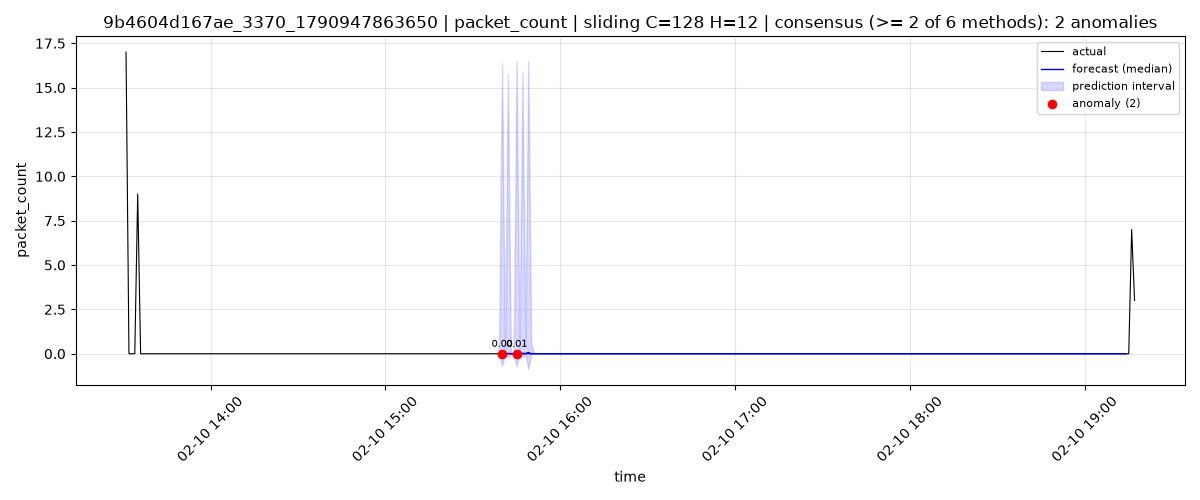 9b4604d167ae_3370_1790947863650 | packet_count | sliding C=128 H=12 | consensus (>= 2 of 6 methods): 2 anomalies
actual
forecast (median)
prediction interval
anomaly (2)
packet_count
17.5
15.0
12.5
10.0
7.5
5.0
2.5
0.0
02-10 14:00
02-10 15:00
02-10 16:00
02-10 17:00
02-10 18:00
02-10 19:00
time